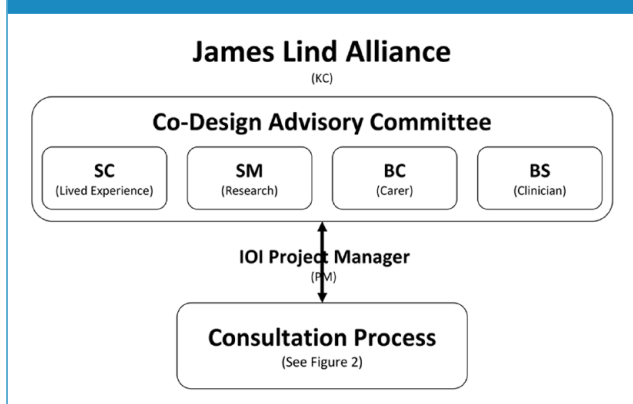 James Lind Alliance
(KC)
Co-Design Advisory Committee
SC
(Lived Experience)
SM
(Research)
BC
(Carer)
BS
(Clinician)
IOI Project Manager
(PM)
Consultation Process
(See Figure 2)